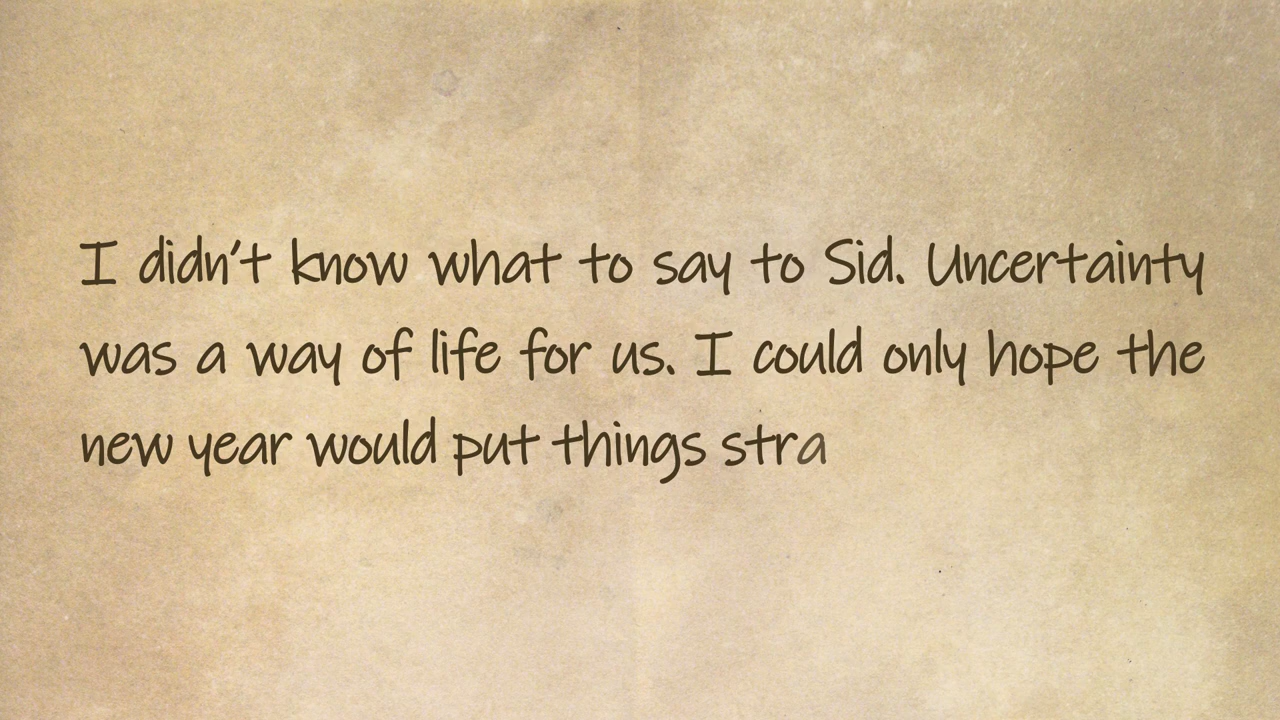 I didn't know what to say to Sid. Uncertainty
was a way of life for us. I could only hope the
new year would put things stra